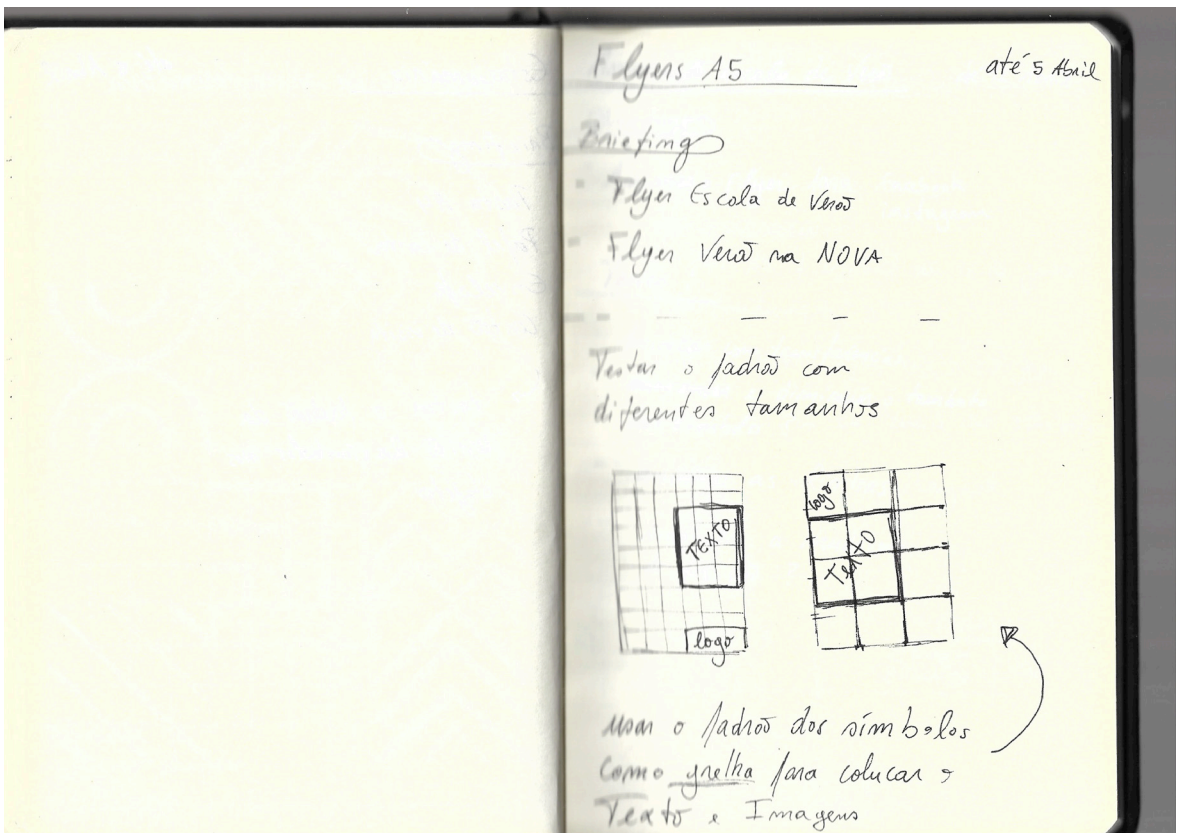 Flyers A5
até 5 Abril
Briefing
Flyer Escola de Verão
Flyer Verão na NOVA
Testar o padrão com
diferentes tamanhos
TEXTO
logo
logo
Texto
usar o padrão dos símbolos
como grelha para colocar o
Texto e Imagens